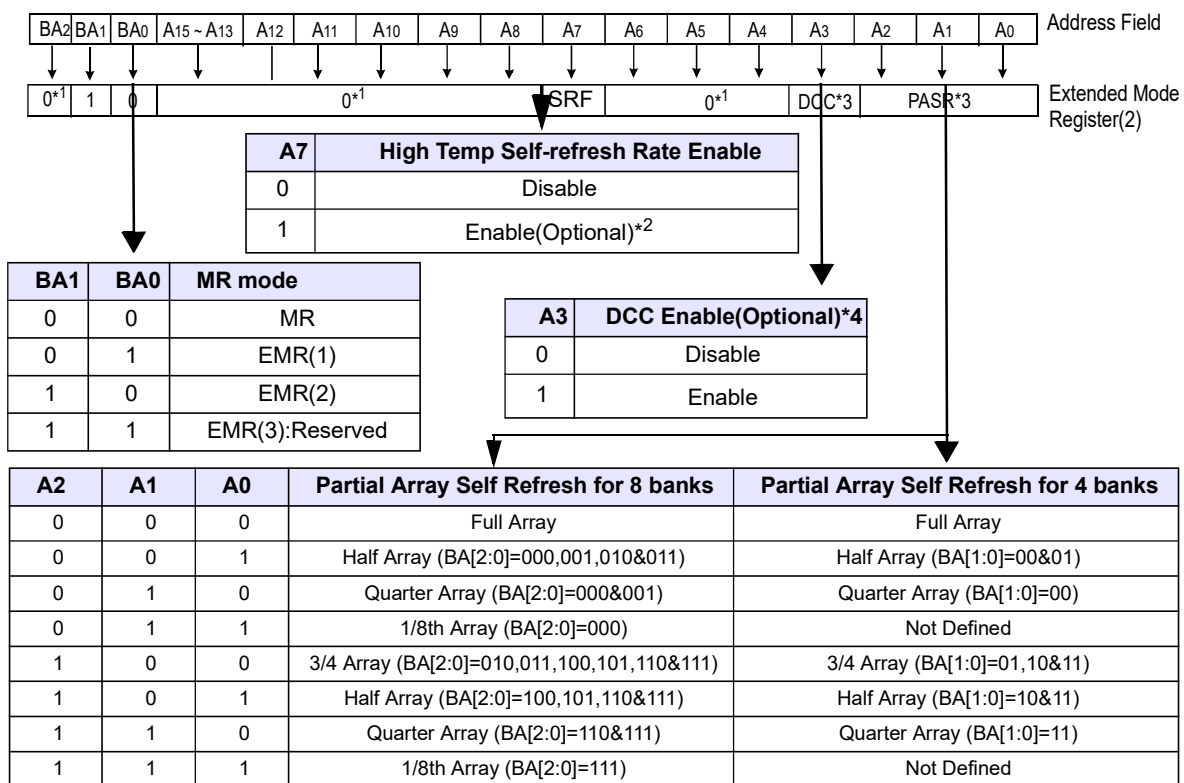 BA2 BA1 BA0 A15 ~ A13 A12 A11 A10 A9 A8 A7 A6 A5 A4 A3 A2 A1 A0 Address Field
0*1 1 0 0*1 SRF 0*1 DCC*3 PASR*3 Extended Mode
Register(2)
A7 High Temp Self-refresh Rate Enable
0 Disable
1 Enable(Optional)*2
BA1 BA0 MR mode
0 0 MR
0 1 EMR(1)
1 0 EMR(2)
1 1 EMR(3):Reserved
A3 DCC Enable(Optional)*4
0 Disable
1 Enable
A2 A1 A0 Partial Array Self Refresh for 8 banks Partial Array Self Refresh for 4 banks
0 0 0 Full Array Full Array
0 0 1 Half Array (BA[2:0]=000,001,010&011) Half Array (BA[1:0]=00&01)
0 1 0 Quarter Array (BA[2:0]=000&001) Quarter Array (BA[1:0]=00)
0 1 1 1/8th Array (BA[2:0]=000) Not Defined
1 0 0 3/4 Array (BA[2:0]=010,011,100,101,110&111) 3/4 Array (BA[1:0]=01,10&11)
1 0 1 Half Array (BA[2:0]=100,101,110&111) Half Array (BA[1:0]=10&11)
1 1 0 Quarter Array (BA[2:0]=110&111) Quarter Array (BA[1:0]=11)
1 1 1 1/8th Array (BA[2:0]=111) Not Defined